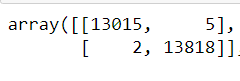 array([[13015,     5],
       [    2, 13818]],